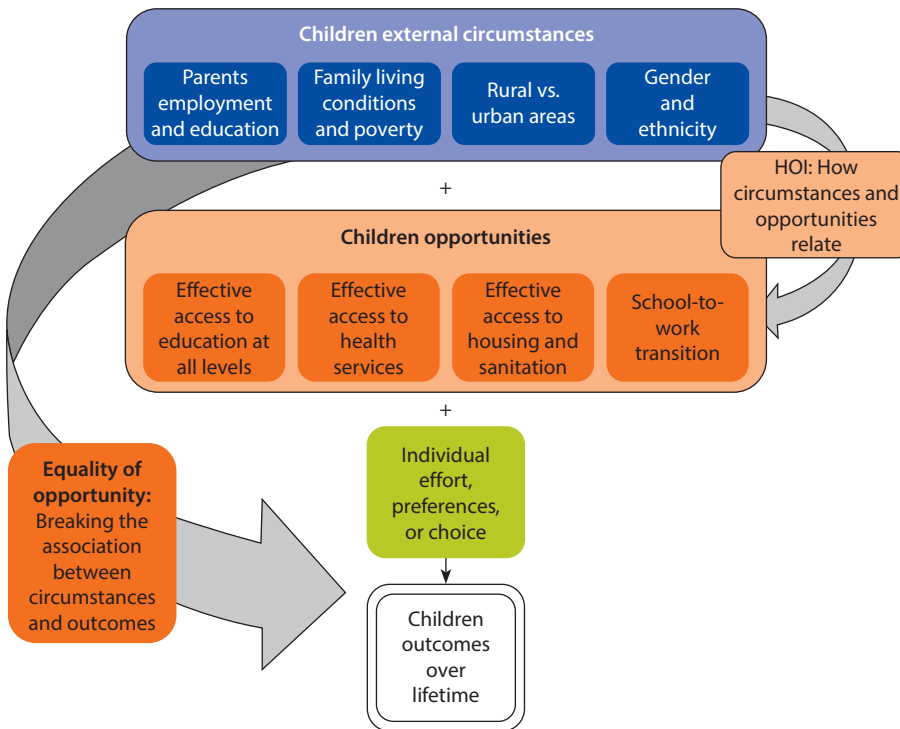 Children external circumstances
Parents
employment
and education
Family living
conditions
and poverty
Rural vs.
urban areas
Gender
and
ethnicity
HOI: How
circumstances and
opportunities
relate
+
Children opportunities
Effective
access to
education at
all levels
Effective
access to
health
services
Effective
access to
housing and
sanitation
School-to-
work
transition
+
Individual
effort,
preferences,
or choice
Equality of
opportunity:
Breaking the
association
between
circumstances
and outcomes
Children
outcomes
over
lifetime